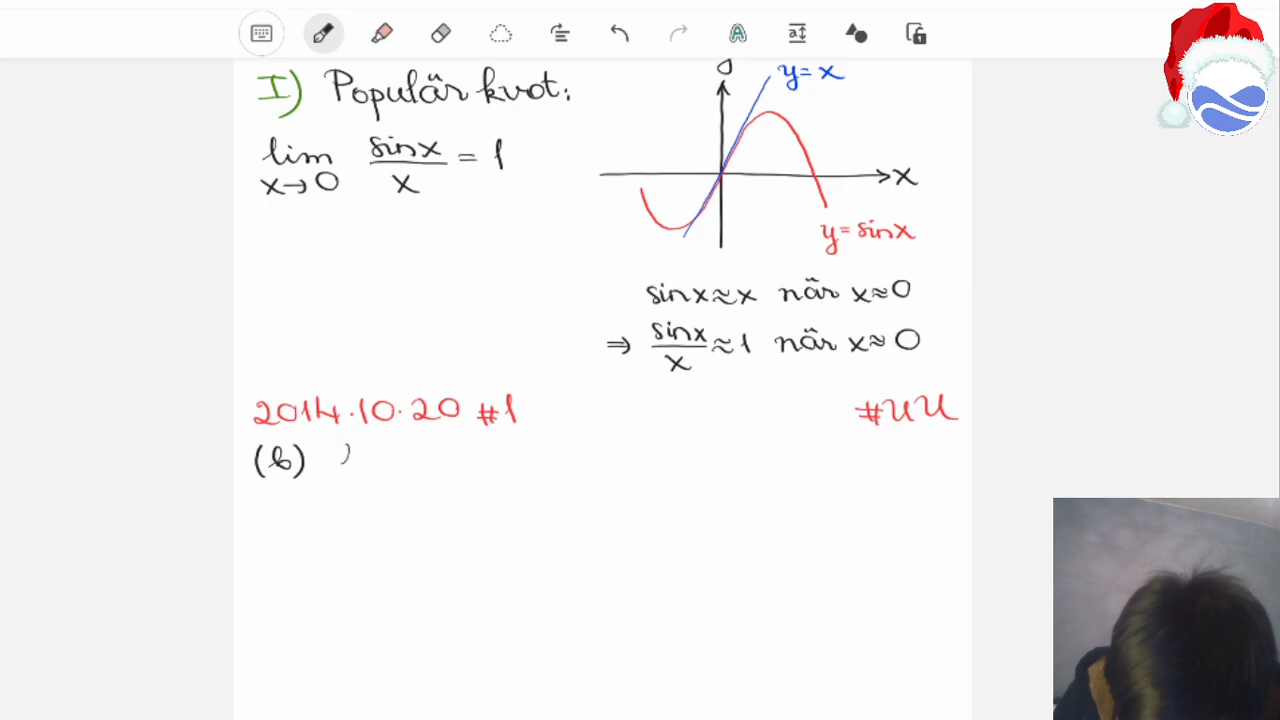 I) Populär kvot:
lim sinx/x = 1
x→0
y=x
x
y=sinx
sinx≈x när x≈0
⇒ sinx/x ≈1 när x≈0
2014.10.20 #1 #UU
(b)